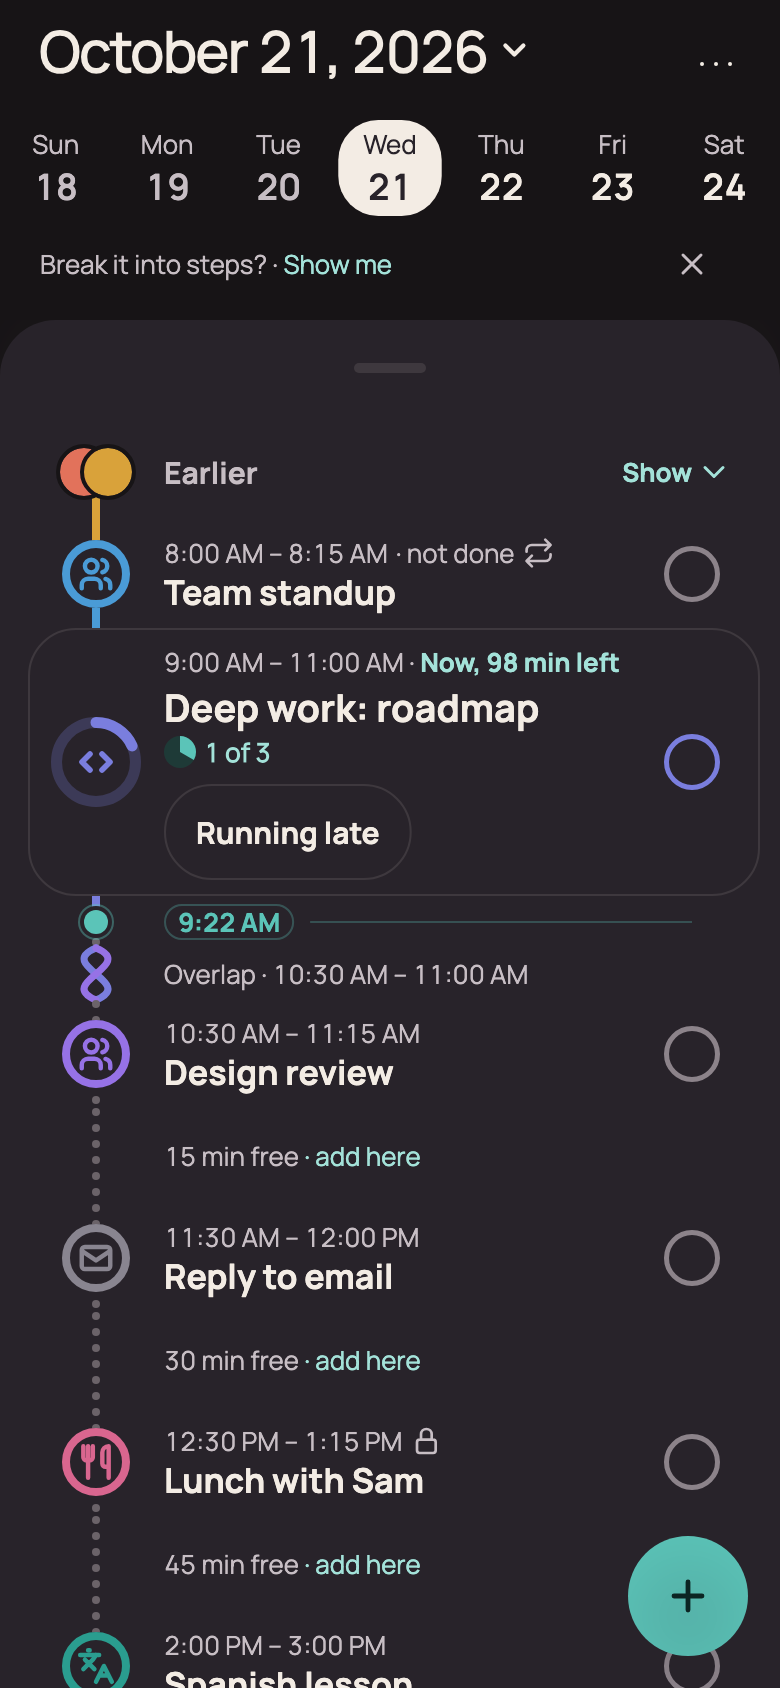 October 21, 2026
...
Sun Mon Tue Wed Thu Fri Sat
18 19 20 21 22 23 24
Break it into steps? · Show me
Earlier Show
8:00 AM – 8:15 AM · not done
Team standup
9:00 AM – 11:00 AM · Now, 98 min left
Deep work: roadmap
1 of 3
Running late
9:22 AM
Overlap · 10:30 AM – 11:00 AM
10:30 AM – 11:15 AM
Design review
15 min free · add here
11:30 AM – 12:00 PM
Reply to email
30 min free · add here
12:30 PM – 1:15 PM
Lunch with Sam
45 min free · add here
2:00 PM – 3:00 PM
Spanish lesson